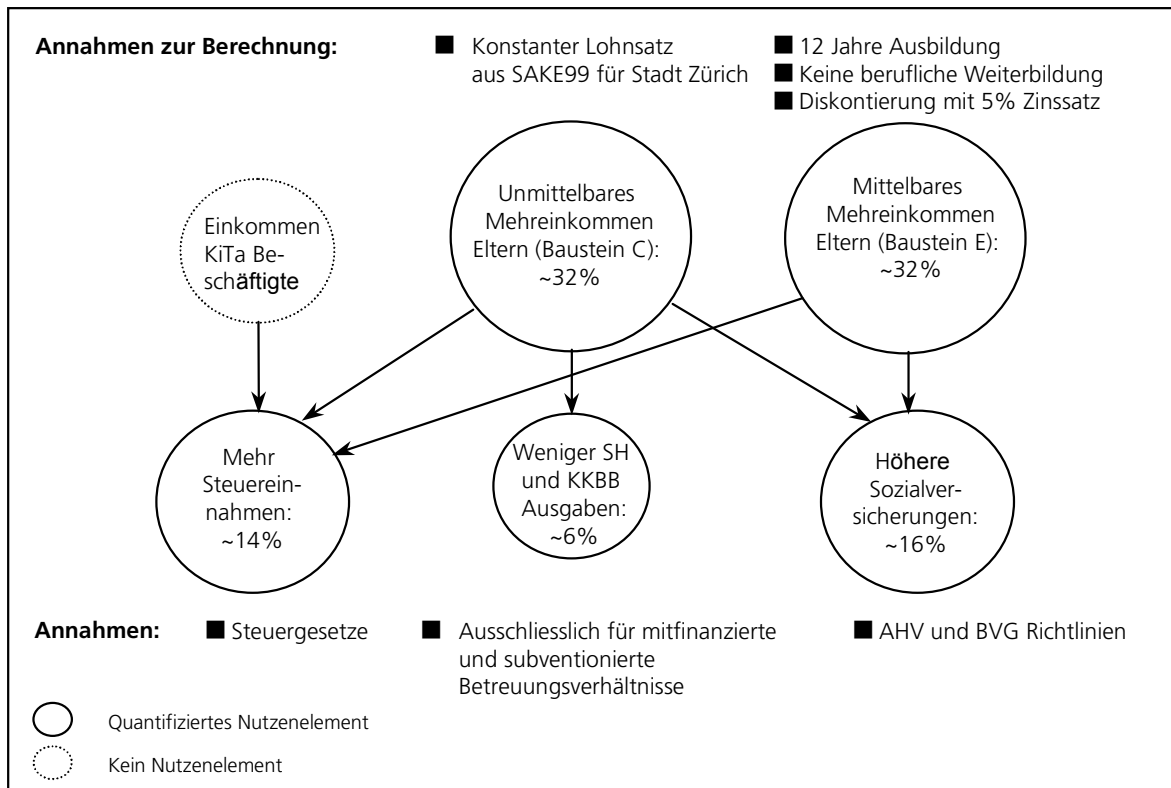 Annahmen zur Berechnung:
Konstanter Lohnsatz
aus SAKE99 für Stadt Zürich
12 Jahre Ausbildung
Keine berufliche Weiterbildung
Diskontierung mit 5% Zinssatz
Einkommen
KiTa Be-
schäftigte
Unmittelbares
Mehreinkommen
Eltern (Baustein C):
~32%
Mittelbares
Mehreinkommen
Eltern (Baustein E):
~32%
Mehr
Steuerein-
nahmen:
~14%
Weniger SH
und KKBB
Ausgaben:
~6%
Höhere
Sozialver-
sicherungen:
~16%
Annahmen:
Steuergesetze
Ausschliesslich für mitfinanzierte
und subventionierte
Betreuungsverhältnisse
AHV und BVG Richtlinien
Quantifiziertes Nutzenelement
Kein Nutzenelement